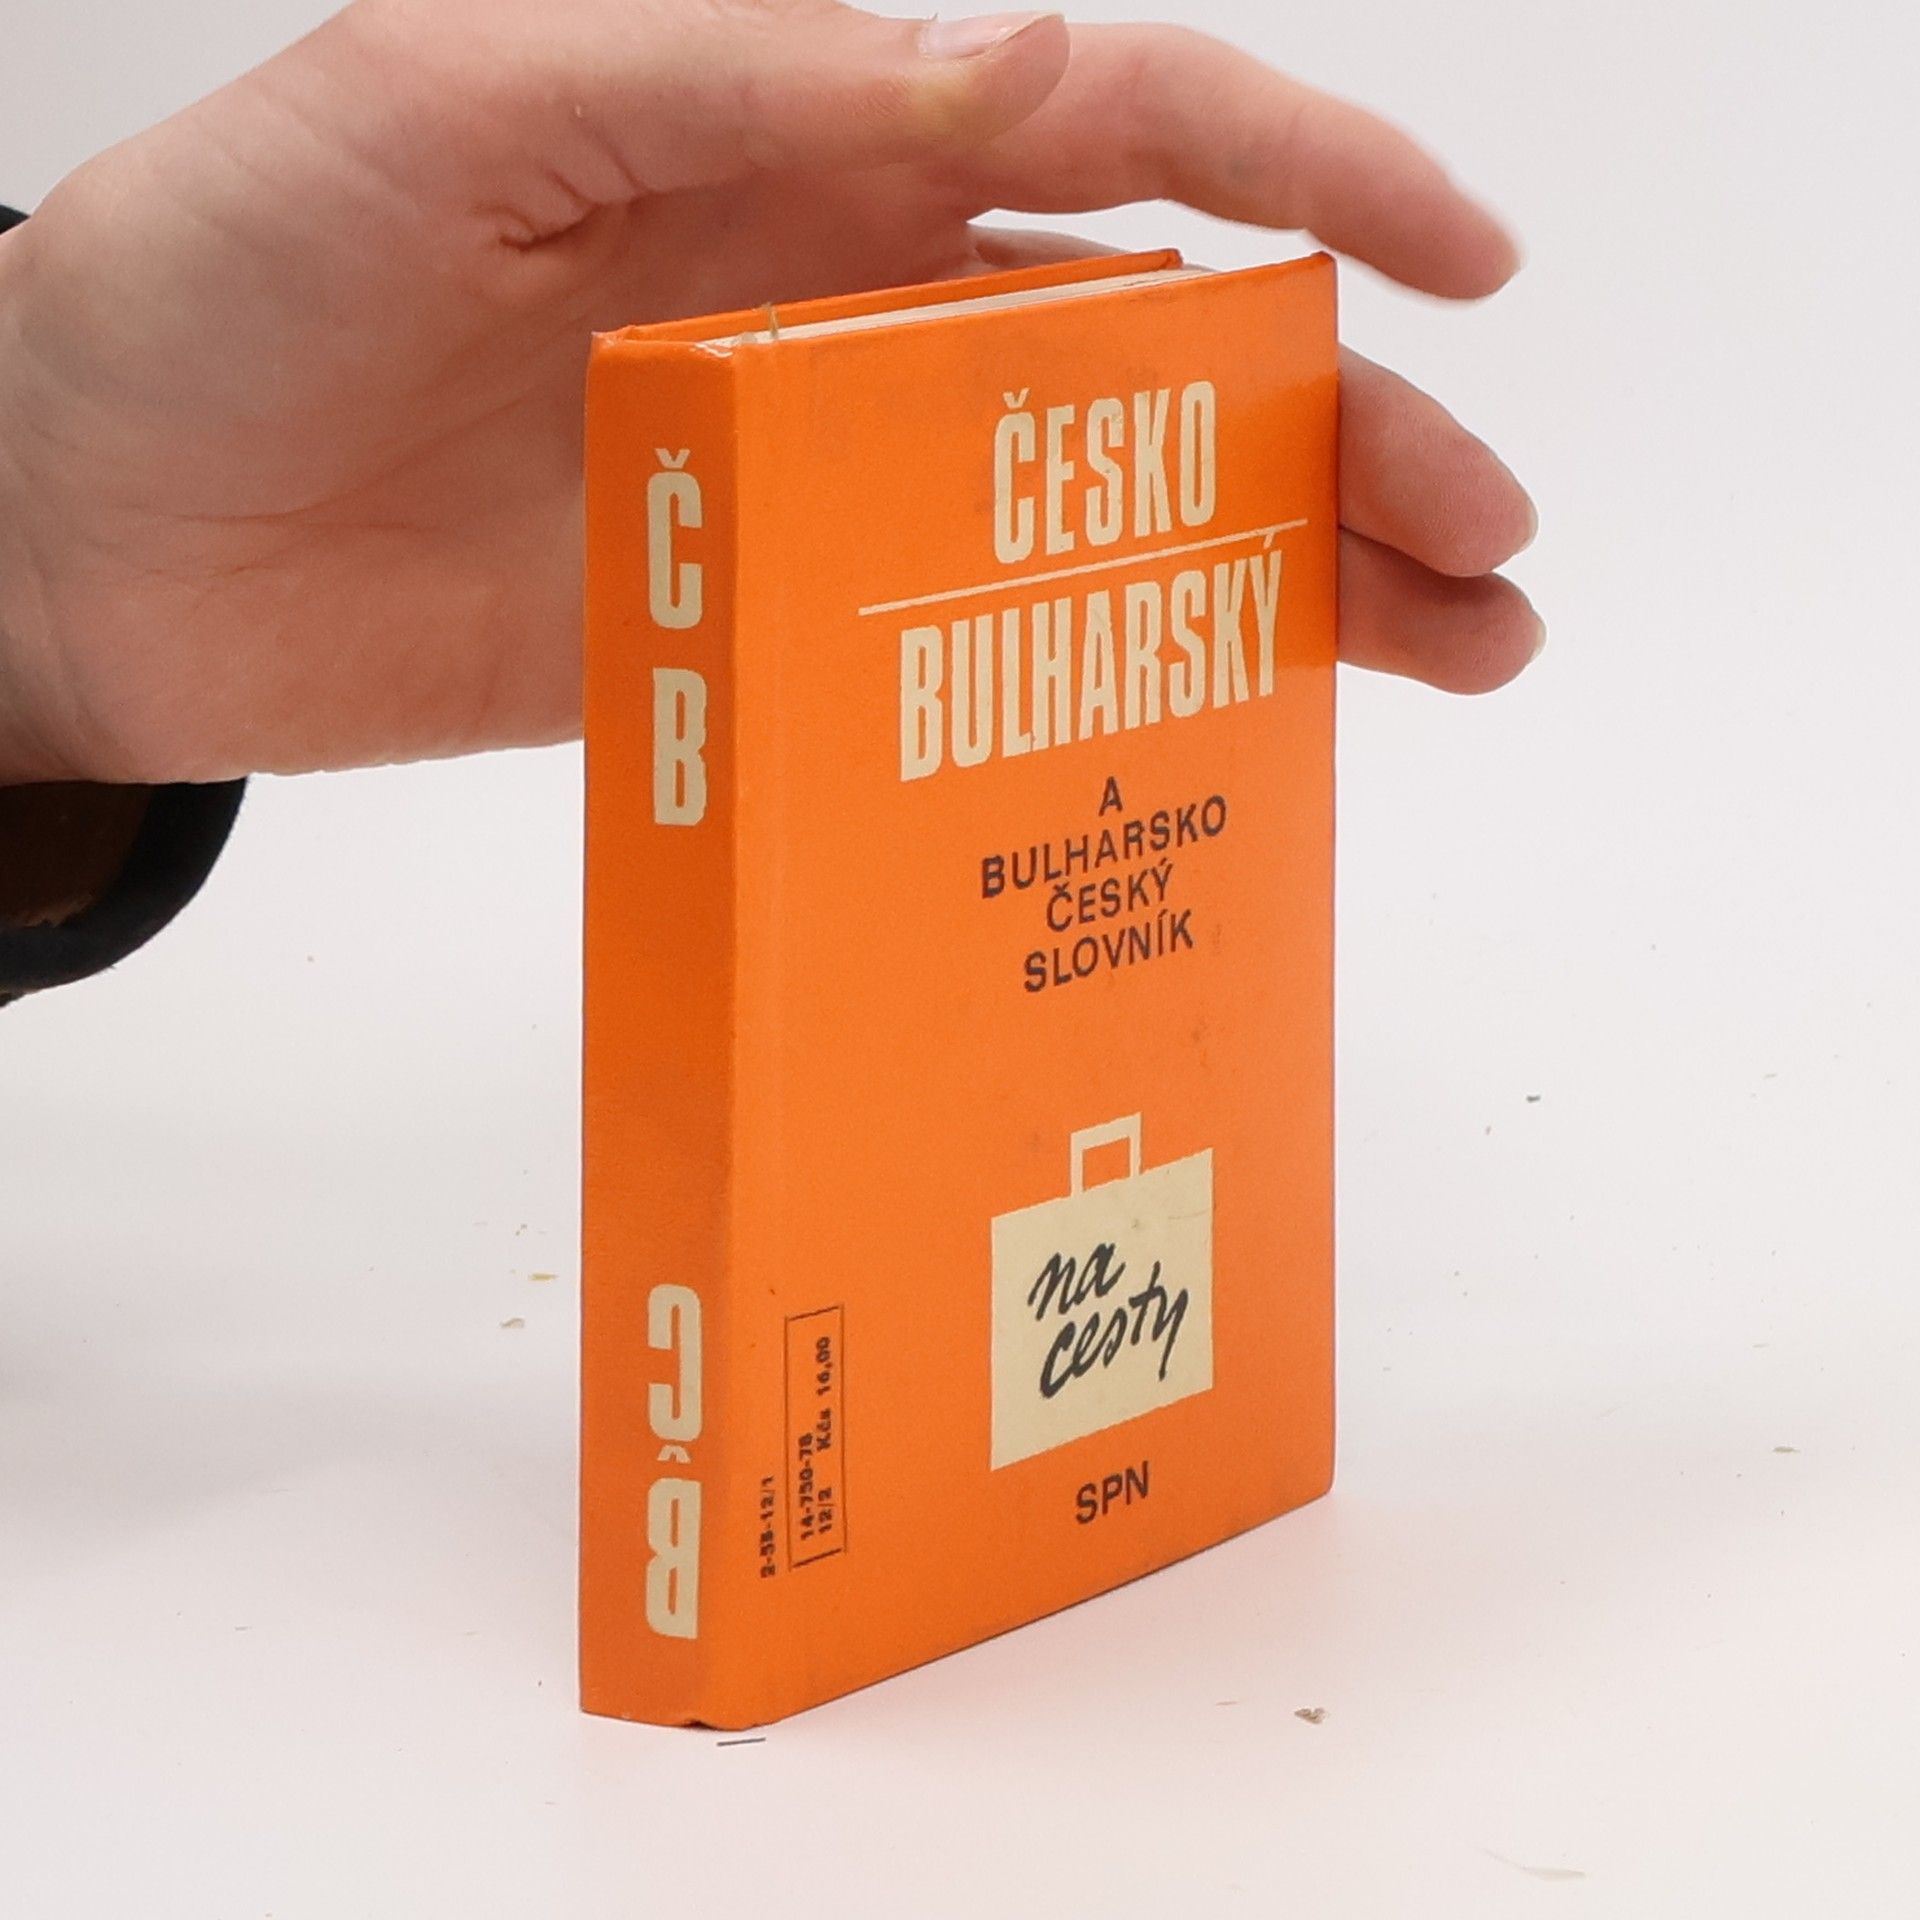 Č B
B Č
ČESKO
BULHARSKÝ
A
BULHARSKO
ČESKÝ
SLOVNÍK
na
cesty
SPN
2-55-12/1
14-750-78
12/2 Kčs 16,00